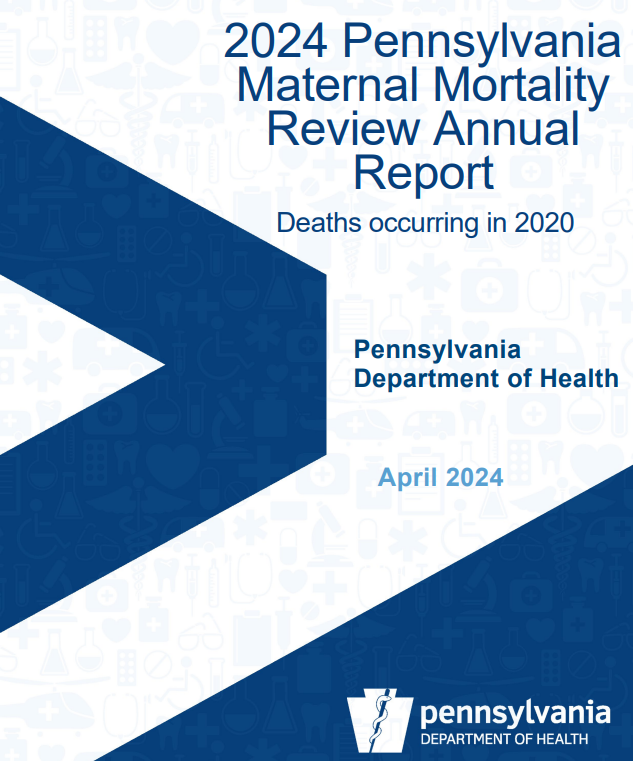 2024 Pennsylvania
Maternal Mortality
Review Annual
Report
Deaths occurring in 2020
Pennsylvania
Department of Health
April 2024
pennsylvania
DEPARTMENT OF HEALTH